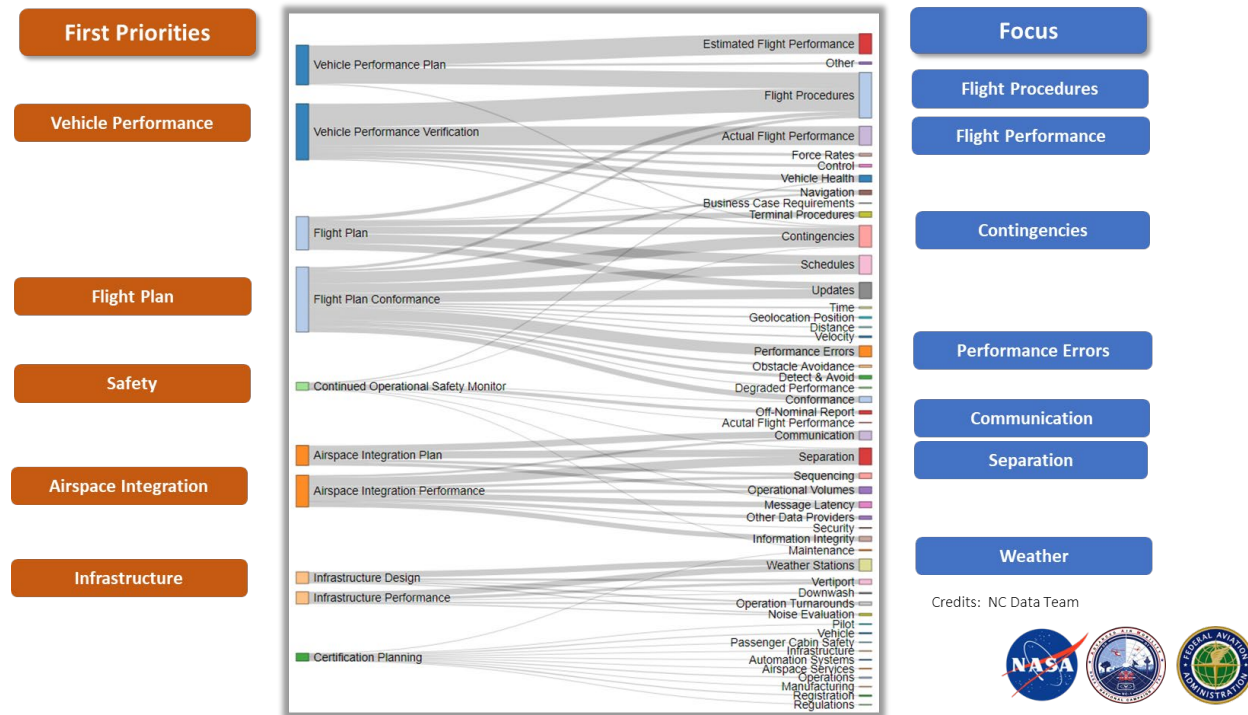 First Priorities
Vehicle Performance
Flight Plan
Safety
Airspace Integration
Infrastructure
Vehicle Performance Plan
Vehicle Performance Verification
Flight Plan
Flight Plan Conformance
Continued Operational Safety Monitor
Airspace Integration Plan
Airspace Integration Performance
Infrastructure Design
Infrastructure Performance
Certification Planning
Estimated Flight Performance
Other
Flight Procedures
Actual Flight Performance
Force Rates
Control
Vehicle Health
Navigation
Business Case Requirements
Terminal Procedures
Contingencies
Schedules
Updates
Time
Geolocation Position
Distance
Velocity
Performance Errors
Obstacle Avoidance
Detect & Avoid
Degraded Performance
Conformance
Off-Nominal Report
Acutal Flight Performance
Communication
Separation
Sequencing
Operational Volumes
Message Latency
Other Data Providers
Security
Information Integrity
Maintenance
Weather Stations
Vertiport
Downwash
Operation Turnarounds
Noise Evaluation
Pilot
Vehicle
Passenger Cabin Safety
Infrastructure
Automation Systems
Airspace Services
Operations
Manufacturing
Registration
Regulations
Focus
Flight Procedures
Flight Performance
Contingencies
Performance Errors
Communication
Separation
Weather
Credits: NC Data Team
NASA
FEDERAL AVIATION
ADMINISTRATION